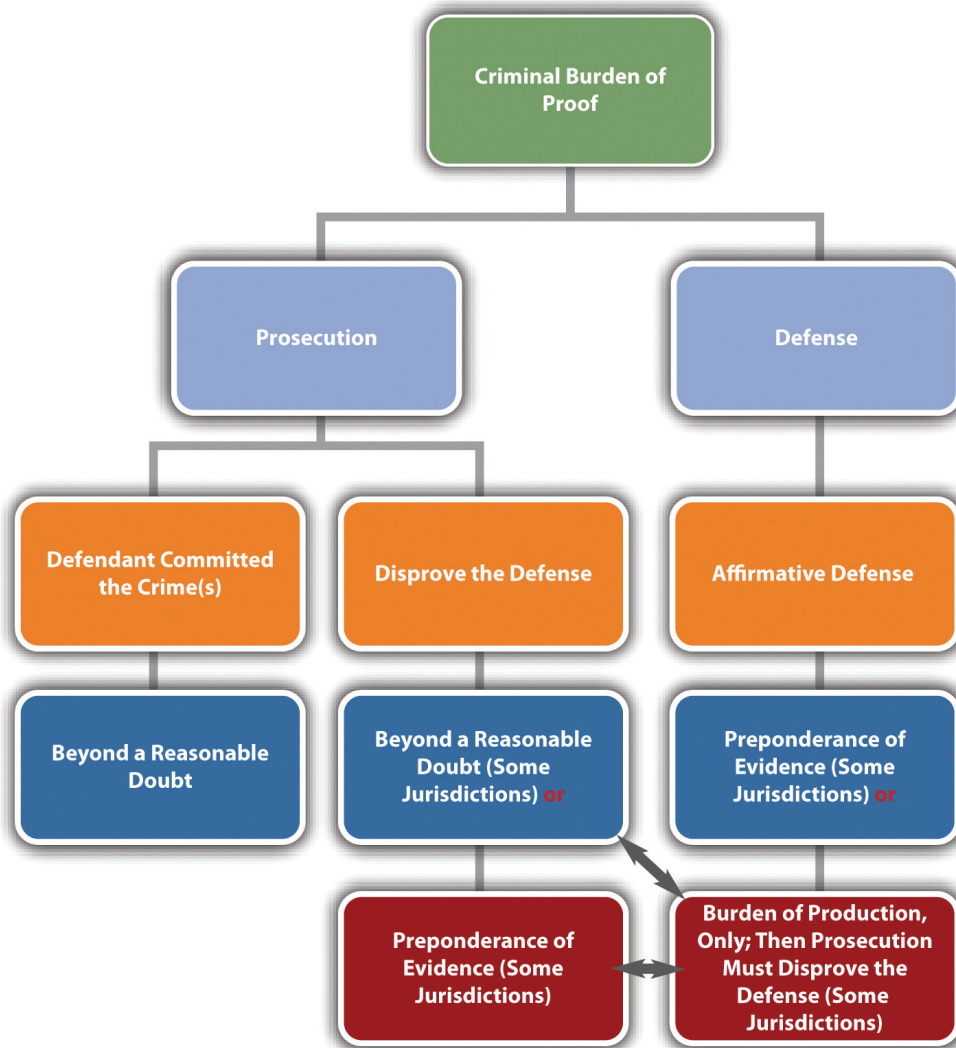 Criminal Burden of
Proof
Prosecution
Defense
Defendant Committed
the Crime(s)
Disprove the Defense
Affirmative Defense
Beyond a Reasonable
Doubt
Beyond a Reasonable
Doubt (Some
Jurisdictions) or
Preponderance of
Evidence (Some
Jurisdictions) or
Preponderance of
Evidence (Some
Jurisdictions)
Burden of Production,
Only; Then Prosecution
Must Disprove the
Defense (Some
Jurisdictions)